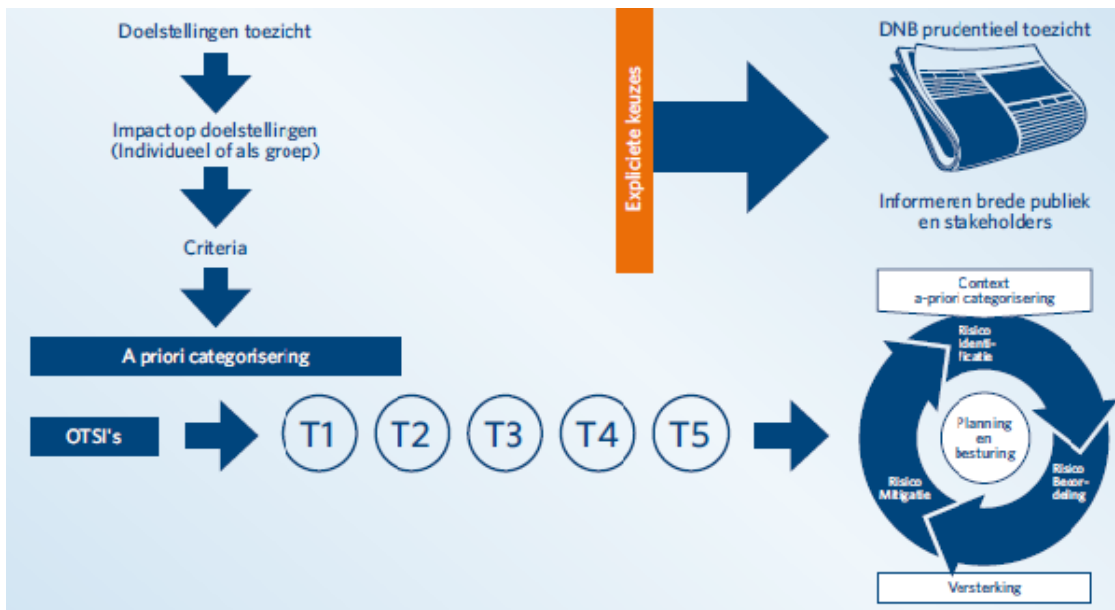 Doelstellingen toezicht
Impact op doelstellingen
(Individueel of als groep)
Criteria
A priori categorisering
OTSI's
T1
T2
T3
T4
T5
Expliciete keuzes
DNB prudentieel toezicht
Informeren brede publiek
en stakeholders
Context
a-priori categorisering
Risico
Identi-
ficatie
Planning
en
besturing
Risico
Beoor-
deling
Risico
Mitigatie
Versterking